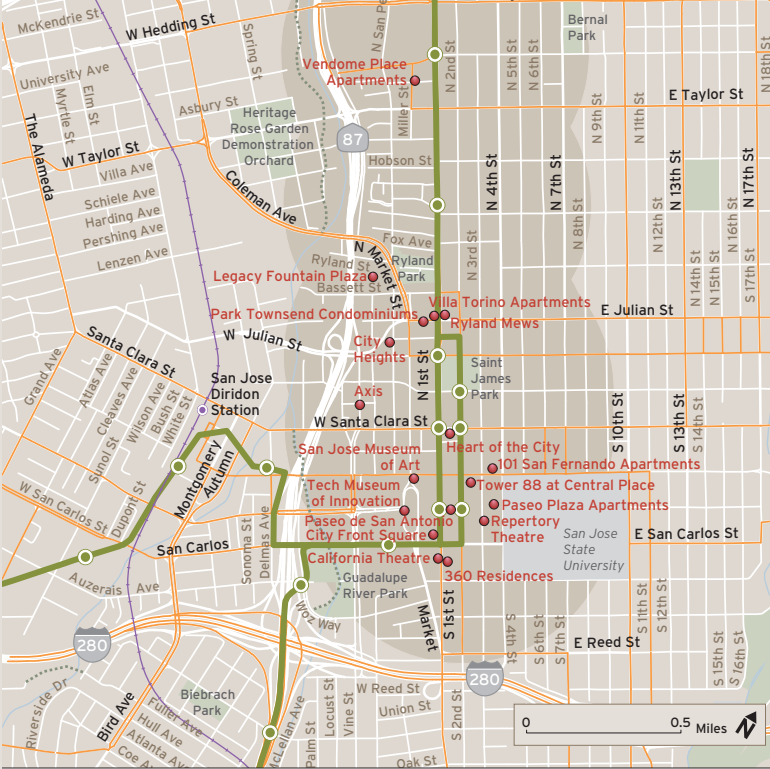 McKendrie St
W Hedding St
Spring St
N San Pe
Bernal
Park
N 2nd St
N 5th St
N 6th St
N 18th St
Vendome Place
Apartments
University Ave
Elm St
Myrtle St
Asbury St
Miller St
E Taylor St
N 9th St
N 11th St
The Alameda
Heritage
Rose Garden
Demonstration
Orchard
87
W Taylor St
Villa Ave
Hobson St
N 4th St
N 7th St
N 13th St
N 17th St
Coleman Ave
Schiele Ave
Harding Ave
Pershing Ave
Lenzen Ave
N 8th St
N 12th St
N 16th St
Fox Ave
N 3rd St
N Market St
Ryland St
Ryland
Park
N 14th St
N 15th St
S 17th St
Legacy Fountain Plaza
Bassett St
Villa Torino Apartments
Park Townsend Condominiums
Ryland Mews
E Julian St
Santa Clara St
W Julian St
City
Heights
Grand Ave
Atlas Ave
Cleaves Ave
Wilson Ave
Bush St
White St
San Jose
Diridon
Station
N 1st St
Saint
James
Park
Axis
S 10th St
S 13th St
S 14th St
W Santa Clara St
Sunol St
Montgomery
Autumn
San Jose Museum
of Art
Heart of the City
101 San Fernando Apartments
Tech Museum
of Innovation
Tower 88 at Central Place
W San Carlos St
Dupont St
Paseo Plaza Apartments
Paseo de San Antonio
Repertory
Theatre
City Front Square
San Jose
State
University
E San Carlos St
San Carlos
Sonoma St
Delmas Ave
California Theatre
360 Residences
Auzerais Ave
Guadalupe
River Park
Woz Way
Market
S 1st St
S 4th St
S 6th St
S 7th St
S 11th St
S 12th St
E Reed St
S 15th St
S 16th St
280
280
Riverside Dr
Bird Ave
Biebrach
Park
Fuller Ave
Hull Ave
Atlanta Ave
Coe Ave
McLellan Ave
Palm St
Locust St
Vine St
W Reed St
Union St
S 2nd St
Oak St
0
0.5
Miles
N